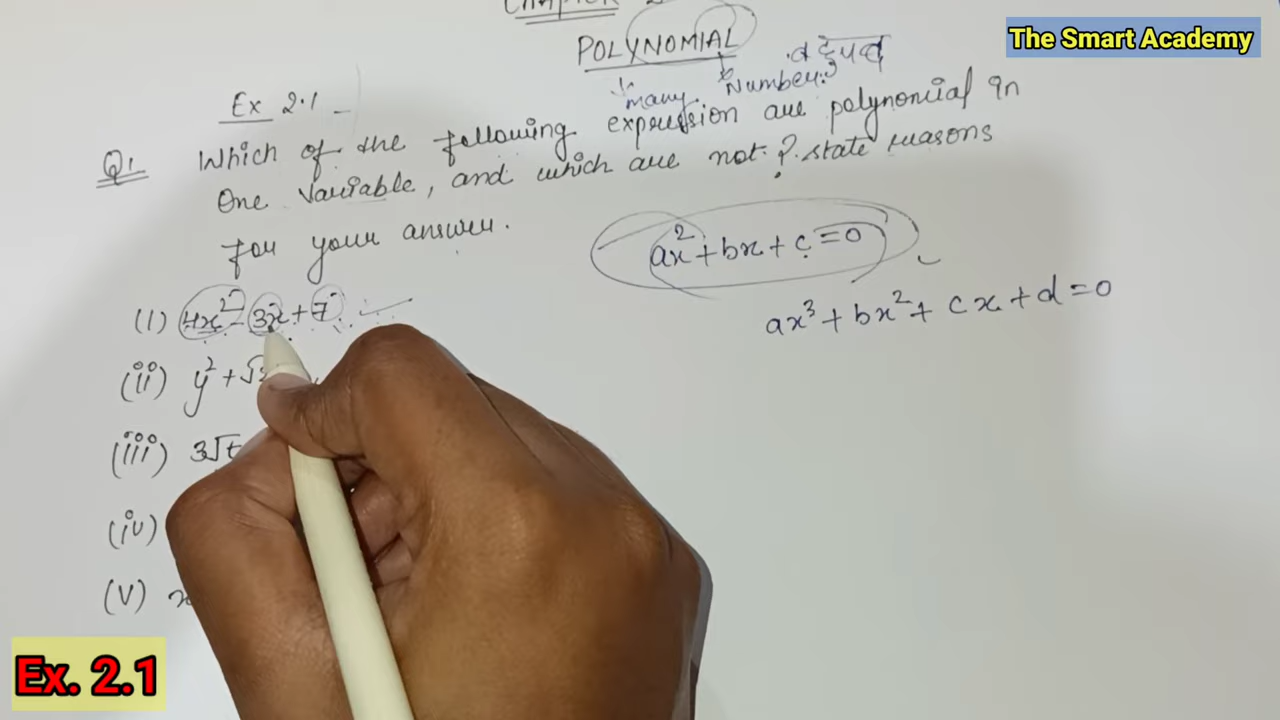 The Smart Academy
POLYNOMIAL
many Number
बहुपद
Ex 2.1
Q1. Which of the following expression are polynomial in
One variable, and which are not? state reasons
for your answer.
ax²+bx+c=0
(i) 4x² - 3x + 7
ax³ + bx² + cx + d = 0
(ii) y² +
(iii) 3√t
(iv)
(v) x
Ex. 2.1